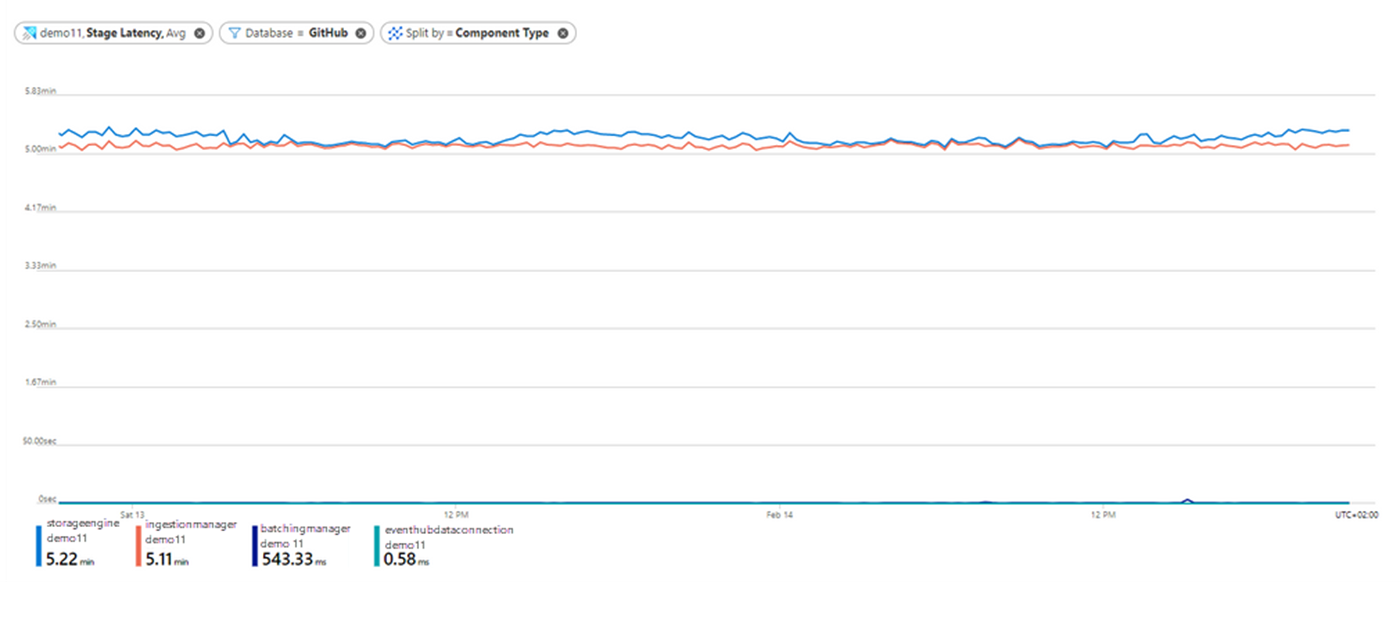 demo11, Stage Latency, Avg
Database = GitHub
Split by = Component Type
5.83min
5.00min
4.17min
3.33min
2.50min
1.67min
50.00sec
0sec
Sat 13 12 PM Feb 14 12 PM UTC+02:00
storageengine
demo11
5.22 min
ingestionmanager
demo11
5.11 min
batchingmanager
demo 11
543.33 ms
eventhubdataconnection
demo11
0.58 ms